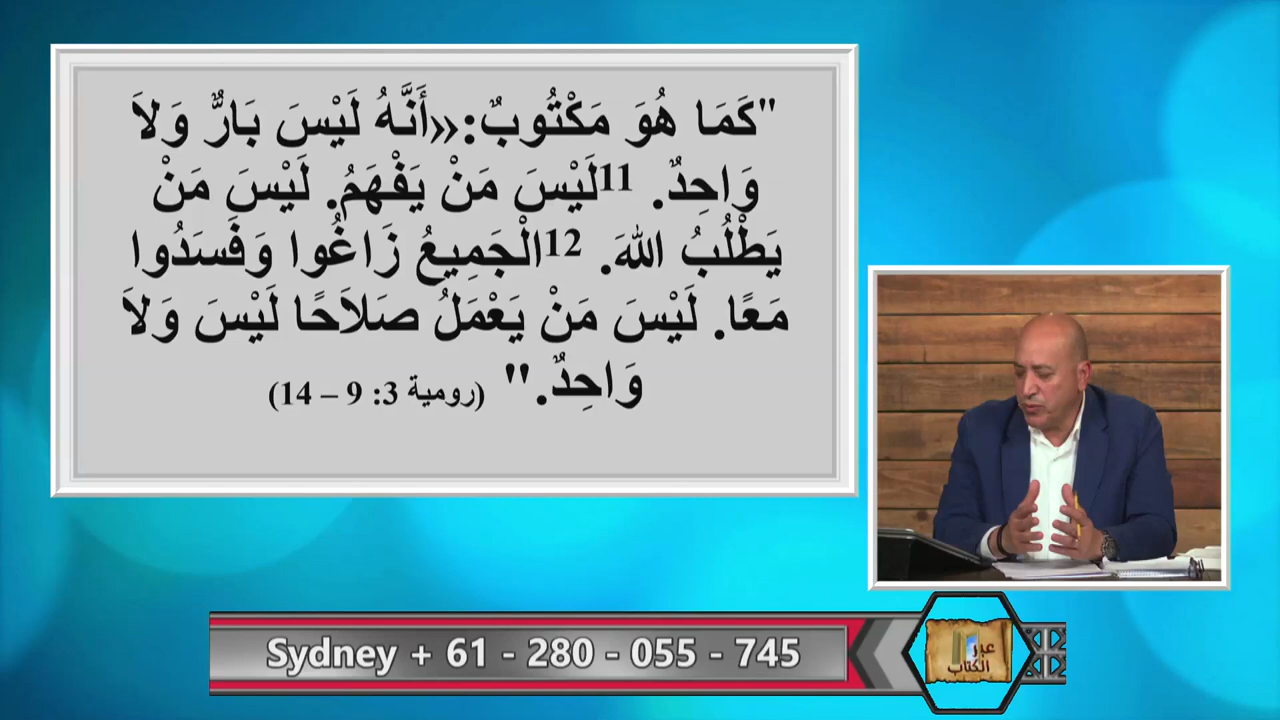 "كَمَا هُوَ مَكْتُوبٌ:«أَنَّهُ لَيْسَ بَارٌّ وَلاَ
وَاحِدٌ. 11لَيْسَ مَنْ يَفْهَمُ. لَيْسَ مَنْ
يَطْلُبُ اللهَ. 12الْجَمِيعُ زَاغُوا وَفَسَدُوا
مَعًا. لَيْسَ مَنْ يَعْمَلُ صَلاَحًا لَيْسَ وَلاَ
وَاحِدٌ." (رومية 3: 9 – 14)
Sydney + 61 - 280 - 055 - 745
عبر
الكتاب